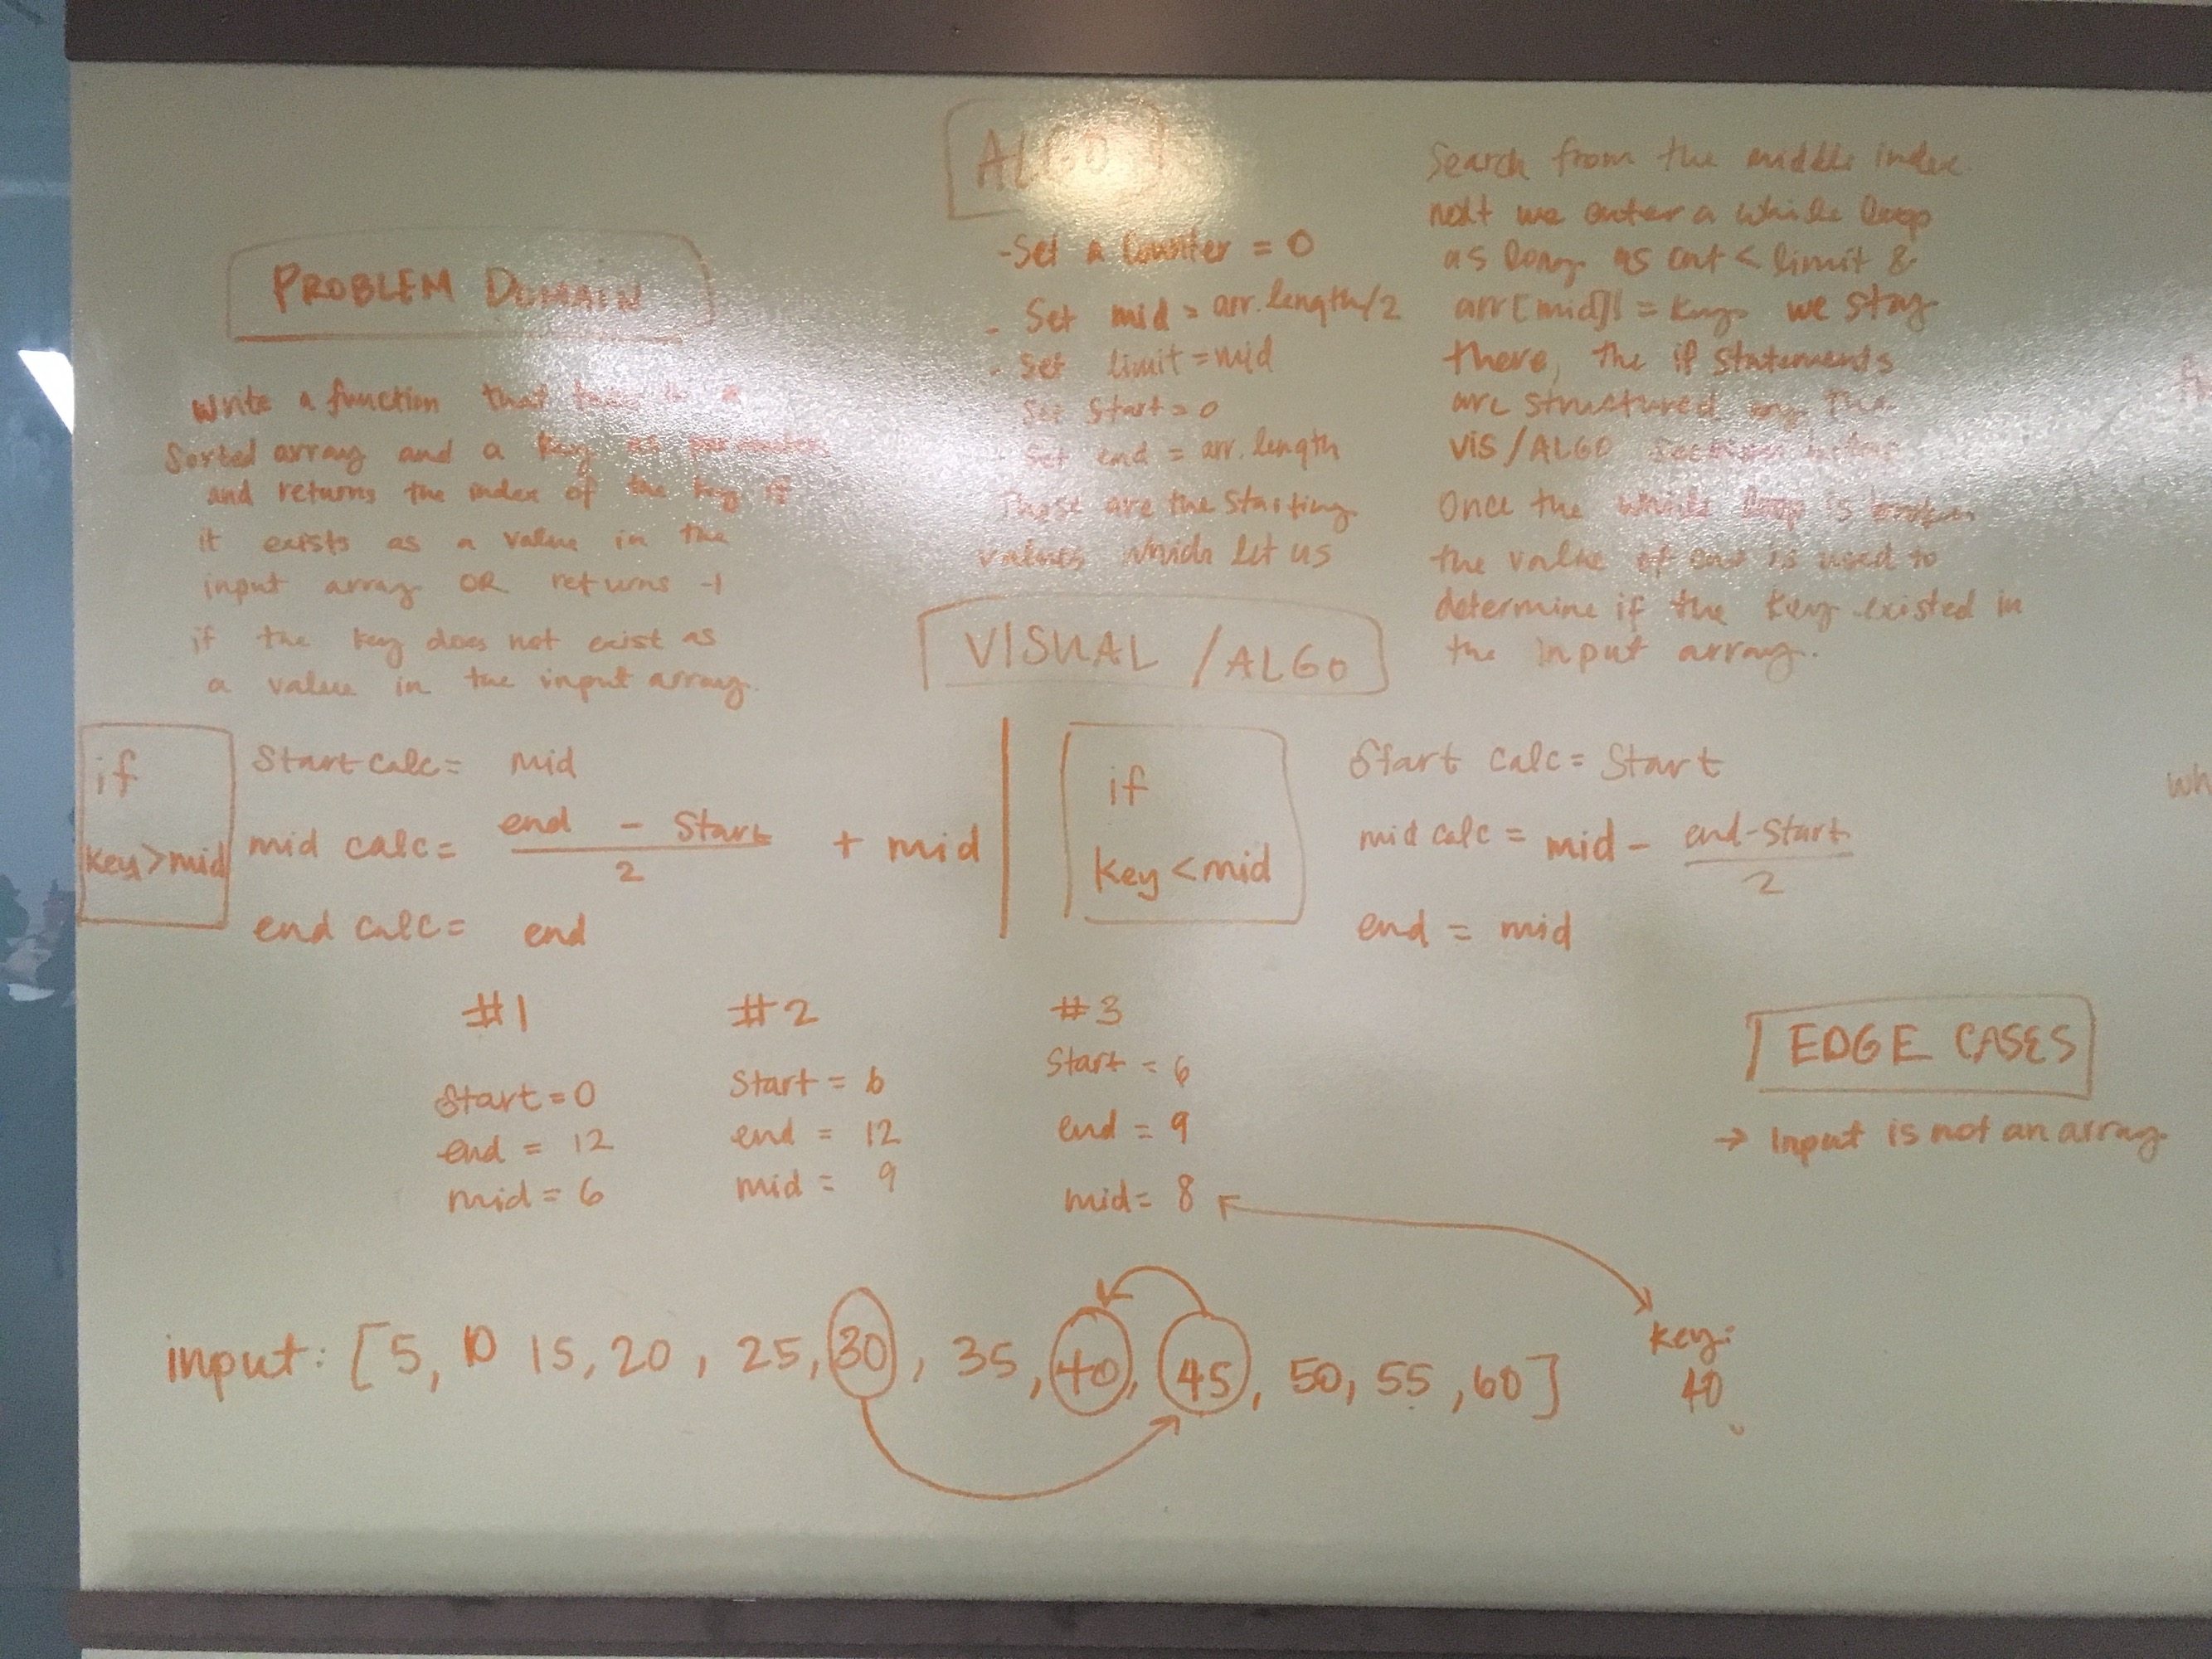 PROBLEM DOMAIN
Write a function that takes in a
Sorted array and a key as parameters
and returns the index of the key if
it exists as a value in the
input array OR returns -1
if the key does not exist as
a value in the input array.
ALGO
- Set a Counter = 0
- Set mid = arr.length/2
- Set limit = mid
Set Start = 0
- Set end = arr.length
These are the Starting
values which let us
Search from the middle index
next we enter a while loop
as long as cnt < limit &
arr[mid] != key we stay
there, the if statements
are structured the
VIS/ALGO
Once the while loop is broken
the value of is used to
determine if the key existed in
the input array.
VISUAL / ALGO
if
key > mid
Start calc = mid
mid calc = end - Start
2
+ mid
end calc = end
if
key < mid
Start calc = Start
mid calc = mid - end-Start
2
end = mid
#1
Start = 0
end = 12
mid = 6
#2
Start = 6
end = 12
mid = 9
#3
Start = 6
end = 9
mid = 8
EDGE CASES
→ Input is not an array.
input: [5, 10 15, 20, 25, 30, 35, 40, 45, 50, 55, 60]
key:
40
wh